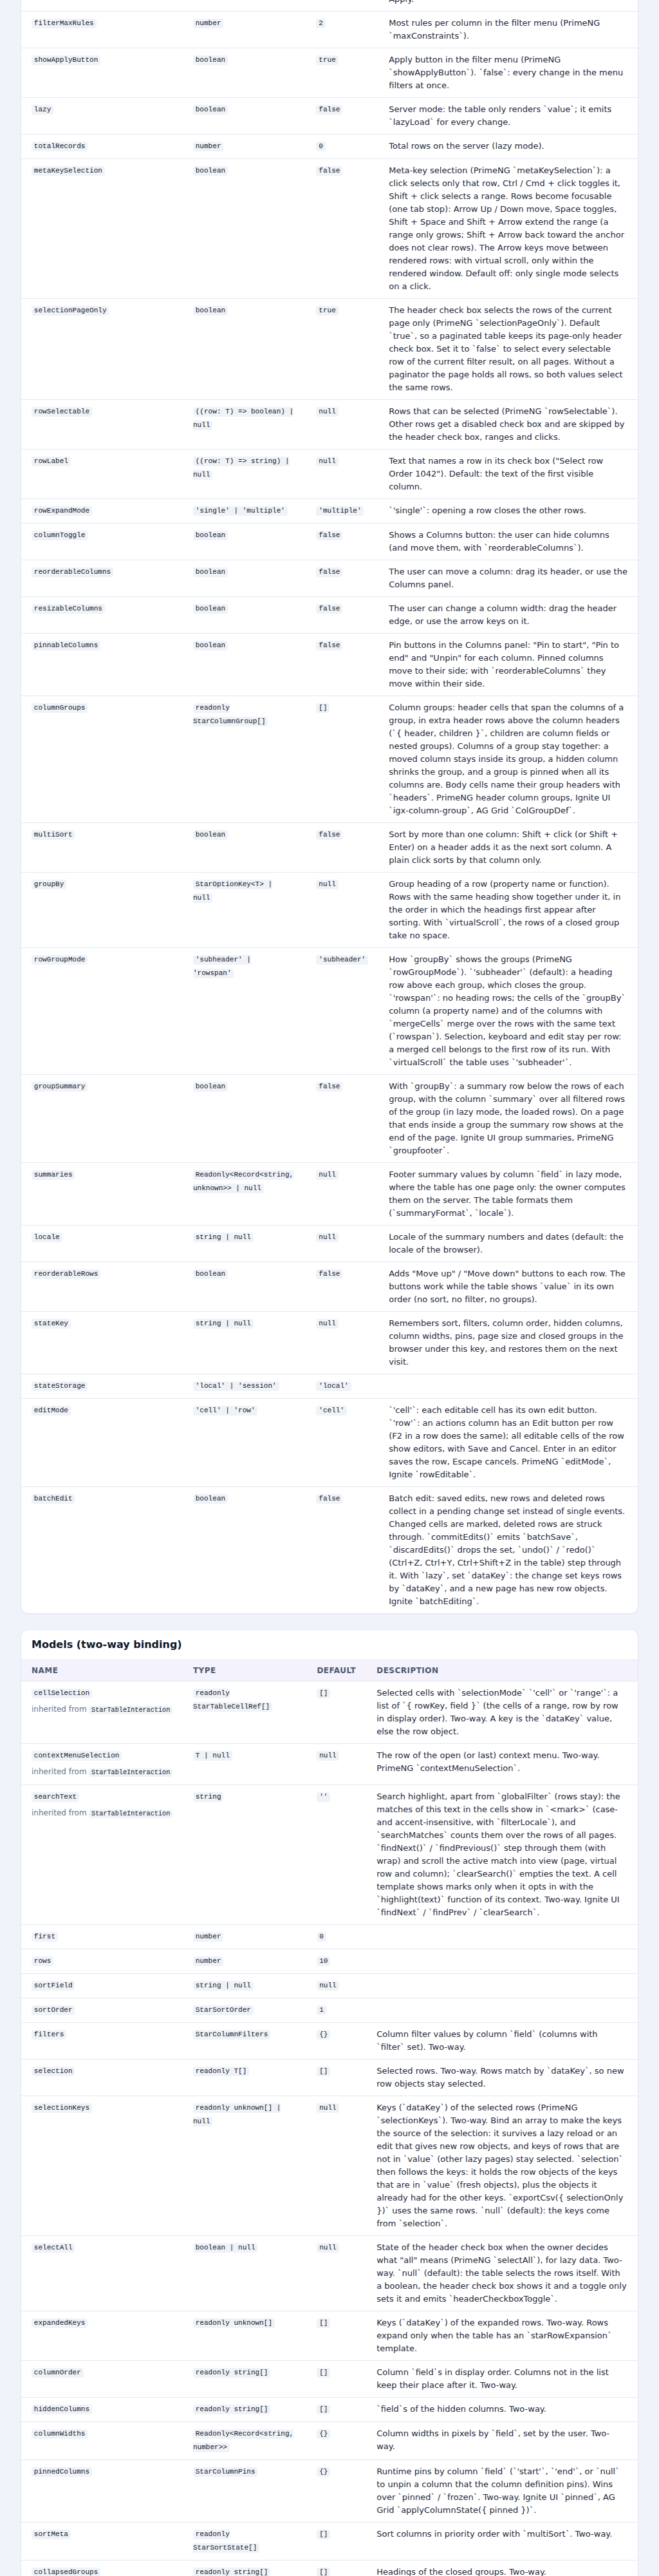 Apply.
filterMaxRules number 2 Most rules per column in the filter menu (PrimeNG
`maxConstraints`).
showApplyButton boolean true Apply button in the filter menu (PrimeNG
`showApplyButton`). `false`: every change in the menu
filters at once.
lazy boolean false Server mode: the table only renders `value`; it emits
`lazyLoad` for every change.
totalRecords number 0 Total rows on the server (lazy mode).
metaKeySelection boolean false Meta-key selection (PrimeNG `metaKeySelection`): a
click selects only that row, Ctrl / Cmd + click toggles it,
Shift + click selects a range. Rows become focusable
(one tab stop): Arrow Up / Down move, Space toggles,
Shift + Space and Shift + Arrow extend the range (a
range only grows; Shift + Arrow back toward the anchor
does not clear rows). The Arrow keys move between
rendered rows: with virtual scroll, only within the
rendered window. Default off: only single mode selects
on a click.
selectionPageOnly boolean true The header check box selects the rows of the current
page only (PrimeNG `selectionPageOnly`). Default
`true`, so a paginated table keeps its page-only header
check box. Set it to `false` to select every selectable
row of the current filter result, on all pages. Without a
paginator the page holds all rows, so both values select
the same rows.
rowSelectable ((row: T) => boolean) | null Rows that can be selected (PrimeNG `rowSelectable`).
null Other rows get a disabled check box and are skipped by
the header check box, ranges and clicks.
rowLabel ((row: T) => string) | null Text that names a row in its check box ("Select row
null Order 1042"). Default: the text of the first visible
column.
rowExpandMode 'single' | 'multiple' 'multiple' `'single'`: opening a row closes the other rows.
columnToggle boolean false Shows a Columns button: the user can hide columns
(and move them, with `reorderableColumns`).
reorderableColumns boolean false The user can move a column: drag its header, or use the
Columns panel.
resizableColumns boolean false The user can change a column width: drag the header
edge, or use the arrow keys on it.
pinnableColumns boolean false Pin buttons in the Columns panel: "Pin to start", "Pin to
end" and "Unpin" for each column. Pinned columns
move to their side; with `reorderableColumns` they
move within their side.
columnGroups readonly [] Column groups: header cells that span the columns of a
StarColumnGroup[] group, in extra header rows above the column headers
(`{ header, children }`, children are column fields or
nested groups). Columns of a group stay together: a
moved column stays inside its group, a hidden column
shrinks the group, and a group is pinned when all its
columns are. Body cells name their group headers with
`headers`. PrimeNG header column groups, Ignite UI
`igx-column-group`, AG Grid `ColGroupDef`.
multiSort boolean false Sort by more than one column: Shift + click (or Shift +
Enter) on a header adds it as the next sort column. A
plain click sorts by that column only.
groupBy StarOptionKey<T> | null Group heading of a row (property name or function).
null Rows with the same heading show together under it, in
the order in which the headings first appear after
sorting. With `virtualScroll`, the rows of a closed group
take no space.
rowGroupMode 'subheader' | 'subheader' How `groupBy` shows the groups (PrimeNG
'rowspan' `rowGroupMode`). `'subheader'` (default): a heading
row above each group, which closes the group.
`'rowspan'`: no heading rows; the cells of the `groupBy`
column (a property name) and of the columns with
`mergeCells` merge over the rows with the same text
(`rowspan`). Selection, keyboard and edit stay per row:
a merged cell belongs to the first row of its run. With
`virtualScroll` the table uses `'subheader'`.
groupSummary boolean false With `groupBy`: a summary row below the rows of each
group, with the column `summary` over all filtered rows
of the group (in lazy mode, the loaded rows). On a page
that ends inside a group the summary row shows at the
end of the page. Ignite UI group summaries, PrimeNG
`groupfooter`.
summaries Readonly<Record<string, null Footer summary values by column `field` in lazy mode,
unknown>> | null where the table has one page only: the owner computes
them on the server. The table formats them
(`summaryFormat`, `locale`).
locale string | null null Locale of the summary numbers and dates (default: the
locale of the browser).
reorderableRows boolean false Adds "Move up" / "Move down" buttons to each row. The
buttons work while the table shows `value` in its own
order (no sort, no filter, no groups).
stateKey string | null null Remembers sort, filters, column order, hidden columns,
column widths, pins, page size and closed groups in the
browser under this key, and restores them on the next
visit.
stateStorage 'local' | 'session' 'local'
editMode 'cell' | 'row' 'cell' `'cell'`: each editable cell has its own edit button.
`'row'`: an actions column has an Edit button per row
(F2 in a row does the same); all editable cells of the row
show editors, with Save and Cancel. Enter in an editor
saves the row, Escape cancels. PrimeNG `editMode`,
Ignite `rowEditable`.
batchEdit boolean false Batch edit: saved edits, new rows and deleted rows
collect in a pending change set instead of single events.
Changed cells are marked, deleted rows are struck
through. `commitEdits()` emits `batchSave`,
`discardEdits()` drops the set, `undo()` / `redo()`
(Ctrl+Z, Ctrl+Y, Ctrl+Shift+Z in the table) step through
it. With `lazy`, set `dataKey`: the change set keys rows
by `dataKey`, and a new page has new row objects.
Ignite `batchEditing`.
Models (two-way binding)
NAME TYPE DEFAULT DESCRIPTION
cellSelection readonly [] Selected cells with `selectionMode` `'cell'` or `'range'`: a
inherited from StarTableInteraction StarTableCellRef[] list of `{ rowKey, field }` (the cells of a range, row by row
in display order). Two-way. A key is the `dataKey` value,
else the row object.
contextMenuSelection T | null null The row of the open (or last) context menu. Two-way.
inherited from StarTableInteraction PrimeNG `contextMenuSelection`.
searchText string '' Search highlight, apart from `globalFilter` (rows stay): the
inherited from StarTableInteraction matches of this text in the cells show in `<mark>` (case-
and accent-insensitive, with `filterLocale`), and
`searchMatches` counts them over the rows of all pages.
`findNext()` / `findPrevious()` step through them (with
wrap) and scroll the active match into view (page, virtual
row and column); `clearSearch()` empties the text. A cell
template shows marks only when it opts in with the
`highlight(text)` function of its context. Two-way. Ignite UI
`findNext` / `findPrev` / `clearSearch`.
first number 0
rows number 10
sortField string | null null
sortOrder StarSortOrder 1
filters StarColumnFilters {} Column filter values by column `field` (columns with
`filter` set). Two-way.
selection readonly T[] [] Selected rows. Two-way. Rows match by `dataKey`, so new
row objects stay selected.
selectionKeys readonly unknown[] | null Keys (`dataKey`) of the selected rows (PrimeNG
null `selectionKeys`). Two-way. Bind an array to make the keys
the source of the selection: it survives a lazy reload or an
edit that gives new row objects, and keys of rows that are
not in `value` (other lazy pages) stay selected. `selection`
then follows the keys: it holds the row objects of the keys
that are in `value` (fresh objects), plus the objects it
already had for the other keys. `exportCsv({ selectionOnly
})` uses the same rows. `null` (default): the keys come
from `selection`.
selectAll boolean | null null State of the header check box when the owner decides
what "all" means (PrimeNG `selectAll`), for lazy data. Two-
way. `null` (default): the table selects the rows itself. With
a boolean, the header check box shows it and a toggle only
sets it and emits `headerCheckboxToggle`.
expandedKeys readonly unknown[] [] Keys (`dataKey`) of the expanded rows. Two-way. Rows
expand only when the table has an `starRowExpansion`
template.
columnOrder readonly string[] [] Column `field`s in display order. Columns not in the list
keep their place after it. Two-way.
hiddenColumns readonly string[] [] `field`s of the hidden columns. Two-way.
columnWidths Readonly<Record<string, {} Column widths in pixels by `field`, set by the user. Two-
number>> way.
pinnedColumns StarColumnPins {} Runtime pins by column `field` (`'start'`, `'end'`, or `null`
to unpin a column that the column definition pins). Wins
over `pinned` / `frozen`. Two-way. Ignite UI `pinned`, AG
Grid `applyColumnState({ pinned })`.
sortMeta readonly [] Sort columns in priority order with `multiSort`. Two-way.
StarSortState[]
collapsedGroups readonly string[] [] Headings of the closed groups. Two-way.